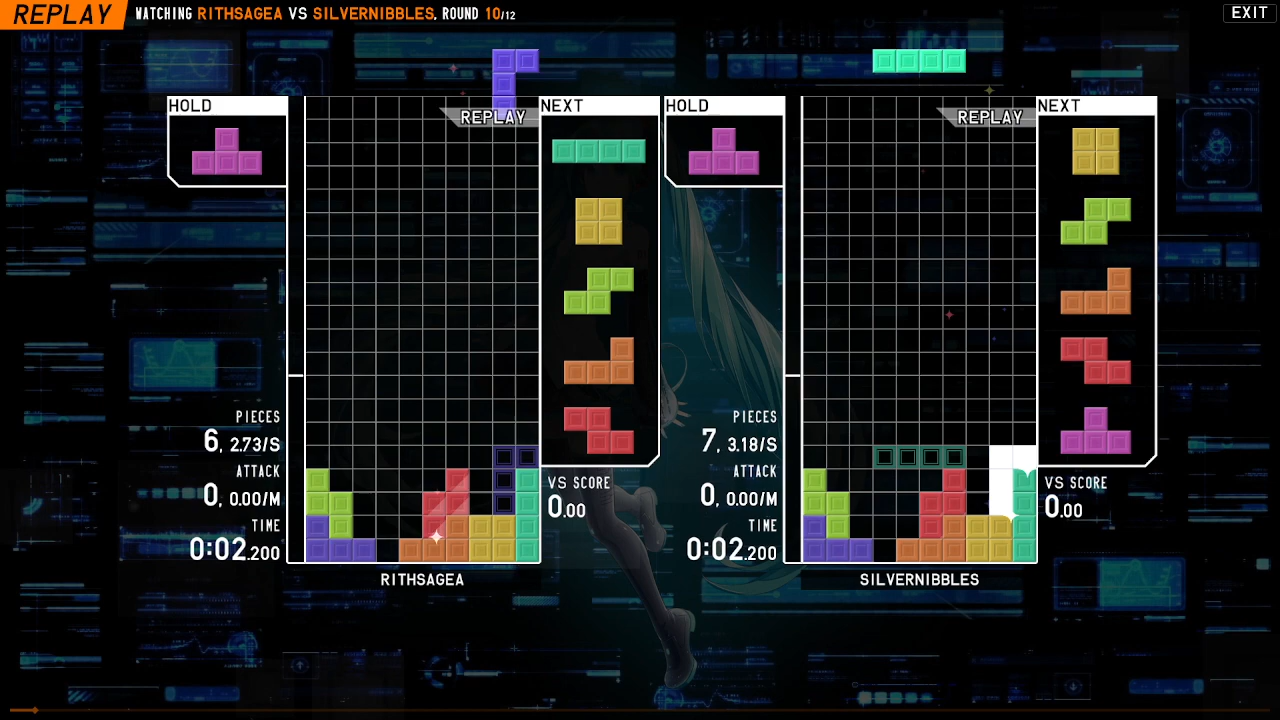 REPLAY WATCHING RITHSAGEA VS SILVERNIBBLES, ROUND 10/12 EXIT
HOLD
NEXT
REPLAY
PIECES
6, 2.73/S
ATTACK
0, 0.00/M
TIME
0:02.200
VS SCORE
0.00
RITHSAGEA
HOLD
NEXT
REPLAY
PIECES
7, 3.18/S
ATTACK
0, 0.00/M
TIME
0:02.200
VS SCORE
0.00
SILVERNIBBLES